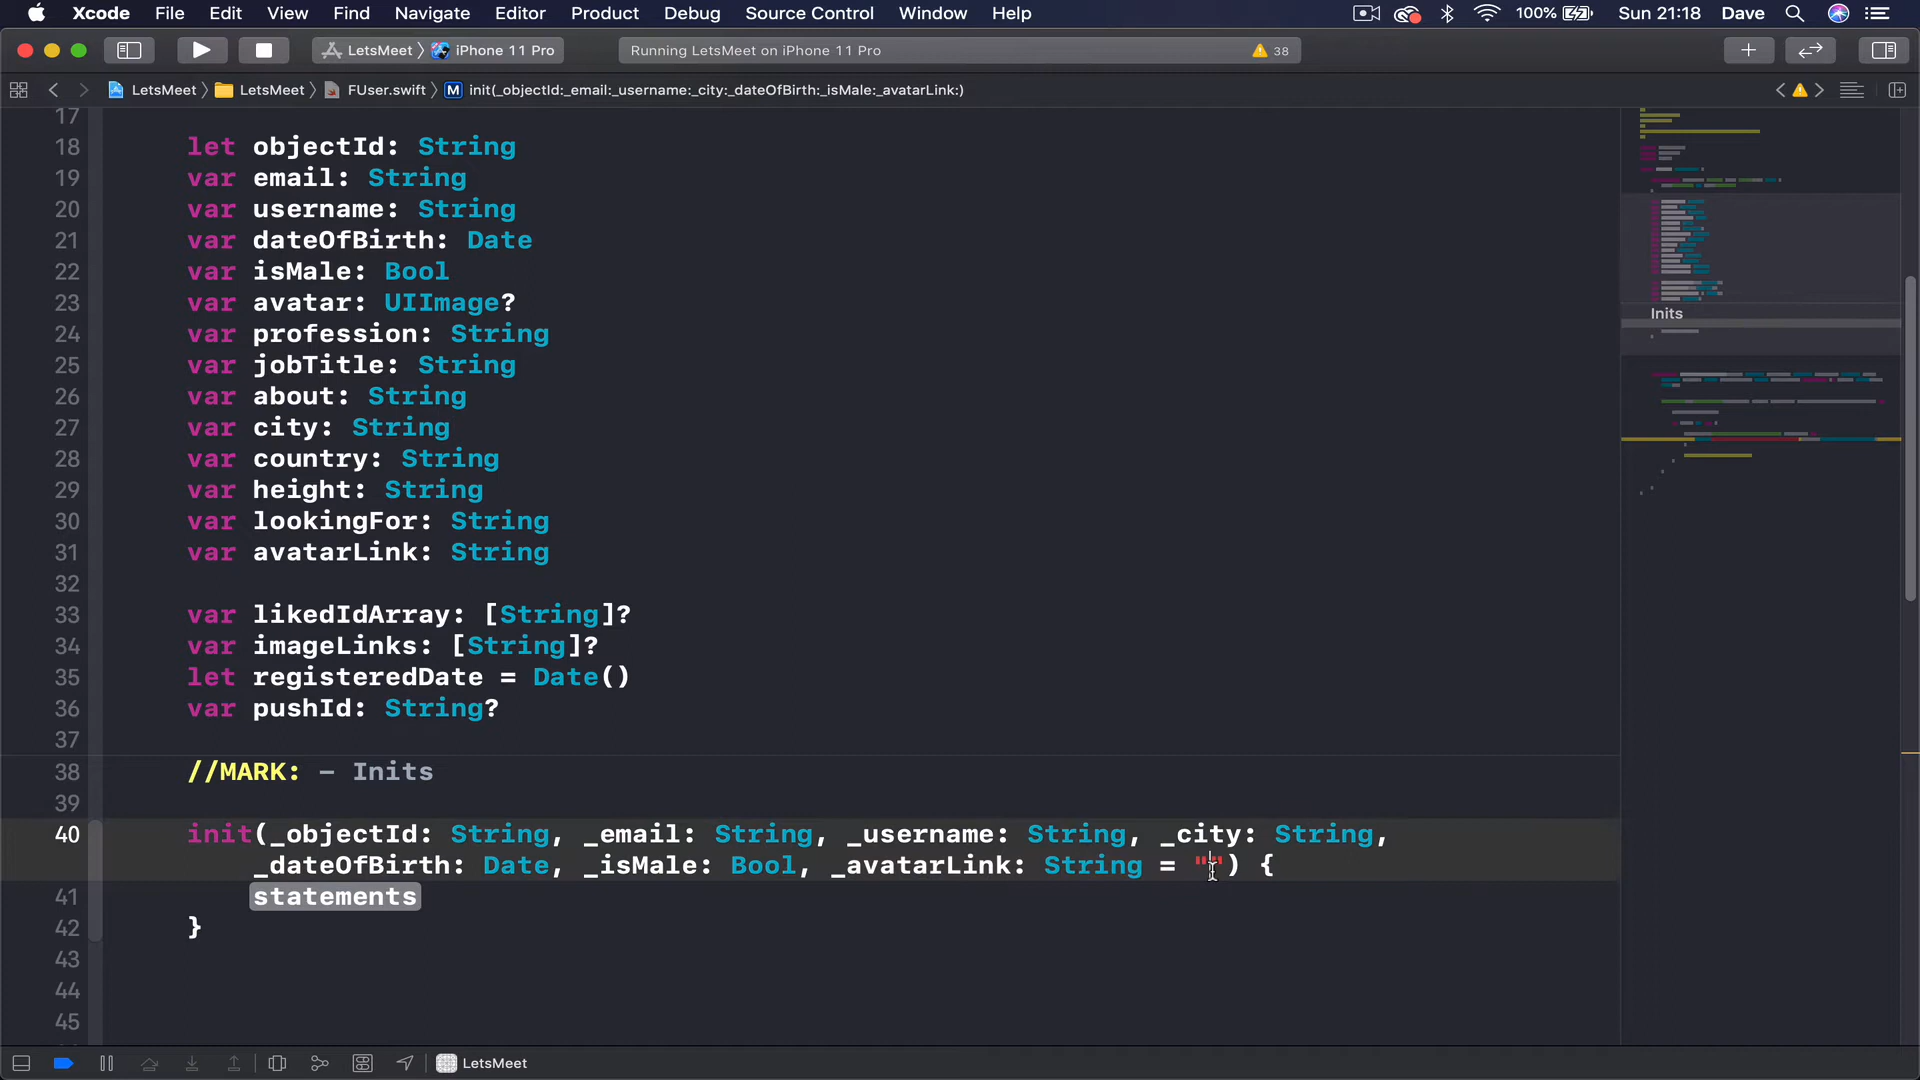 Xcode File Edit View Find Navigate Editor Product Debug Source Control Window Help 100% Sun 21:18 Dave
LetsMeet iPhone 11 Pro Running LetsMeet on iPhone 11 Pro 38
LetsMeet LetsMeet FUser.swift M init(_objectId:_email:_username:_city:_dateOfBirth:_isMale:_avatarLink:)
17
18 let objectId: String
19 var email: String
20 var username: String
21 var dateOfBirth: Date
22 var isMale: Bool
23 var avatar: UIImage?
24 var profession: String
25 var jobTitle: String
26 var about: String
27 var city: String
28 var country: String
29 var height: String
30 var lookingFor: String
31 var avatarLink: String
32
33 var likedIdArray: [String]?
34 var imageLinks: [String]?
35 let registeredDate = Date()
36 var pushId: String?
37
38 //MARK: - Inits
39
40 init(_objectId: String, _email: String, _username: String, _city: String,
_dateOfBirth: Date, _isMale: Bool, _avatarLink: String = "") {
41 statements
42 }
43
44
45
Inits
LetsMeet